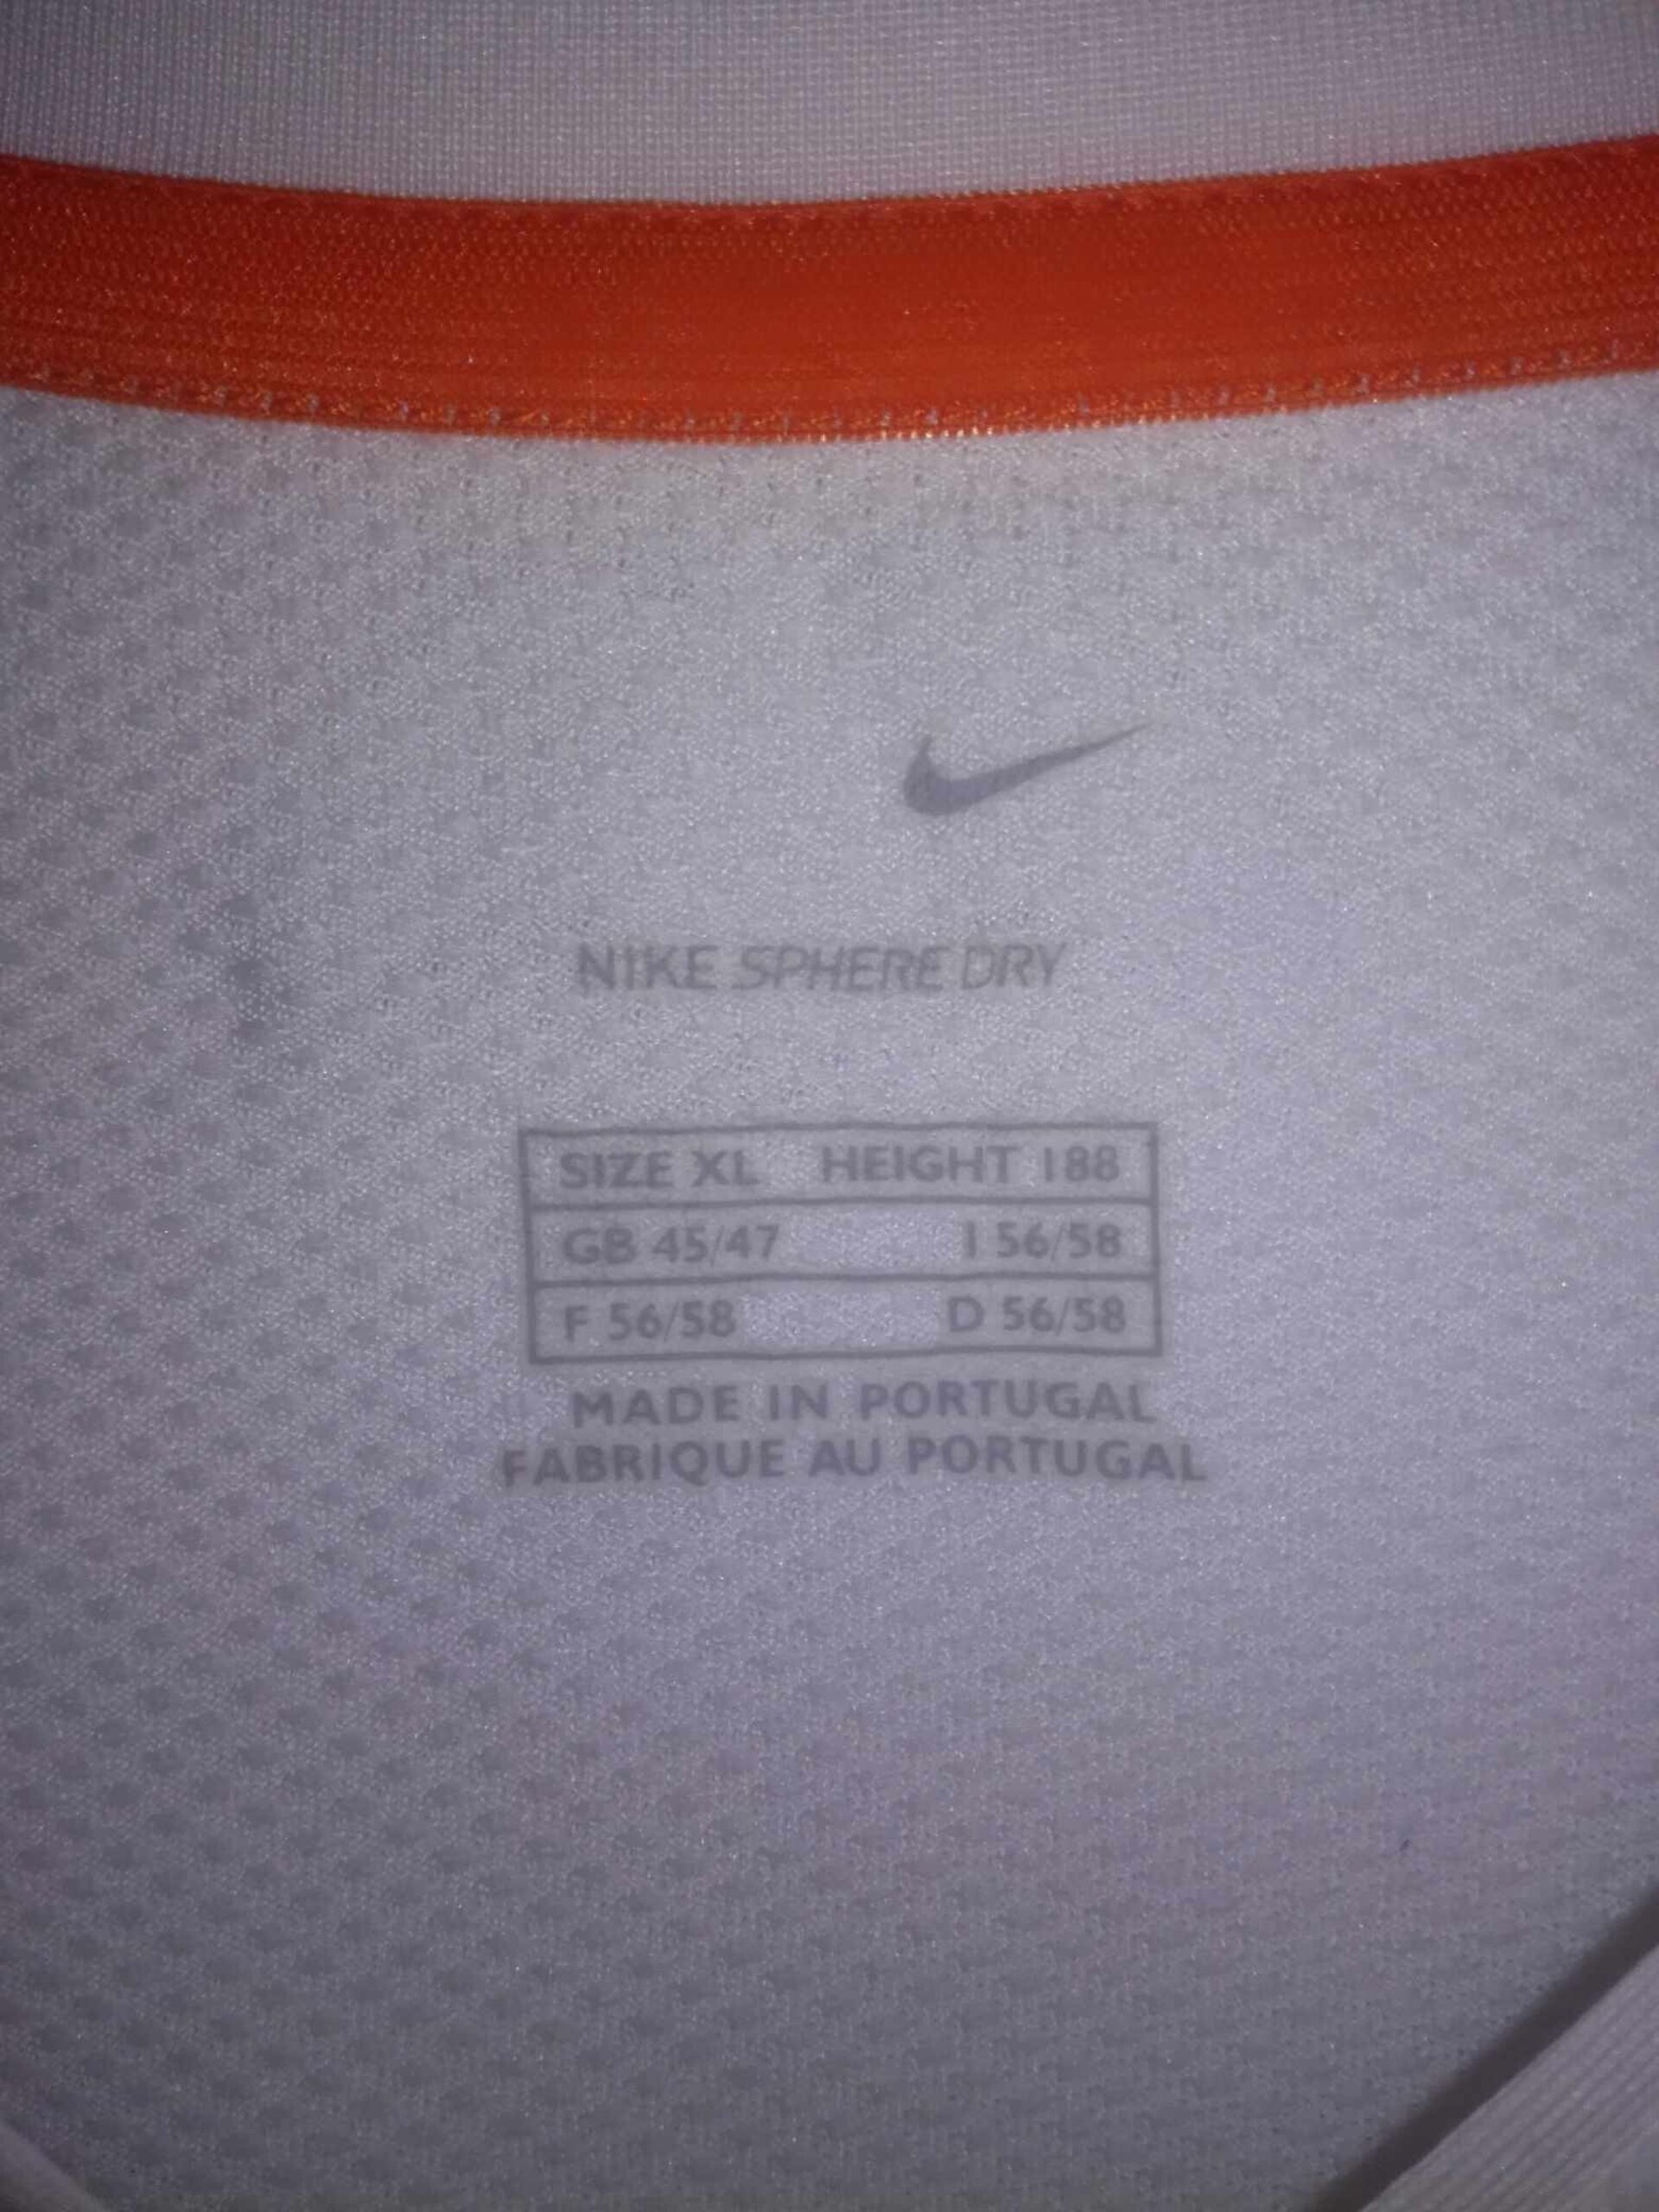 NIKE SPHERE DRY
SIZE XL HEIGHT 188
GB 45/47 I 56/58
F 56/58 D 56/58
MADE IN PORTUGAL
FABRIQUE AU PORTUGAL